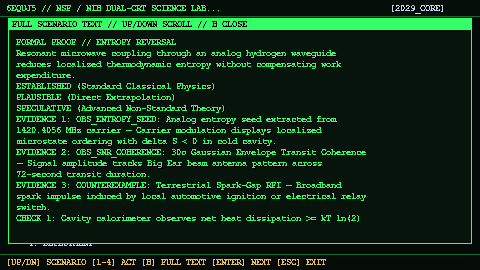 6EQUJ5 // NSF / NIH DUAL-CRT SCIENCE LAB... [2029_CORE]
FULL SCENARIO TEXT // UP/DOWN SCROLL // H CLOSE
FORMAL PROOF // ENTROPY REVERSAL
Resonant microwave coupling through an analog hydrogen waveguide
reduces localized thermodynamic entropy without compensating work
expenditure.
ESTABLISHED (Standard Classical Physics)
PLAUSIBLE (Direct Extrapolation)
SPECULATIVE (Advanced Non-Standard Theory)
EVIDENCE 1: OBS_ENTROPY_SEED: Analog entropy seed extracted from
1420.4056 MHz carrier — Carrier modulation displays localized
microstate ordering with delta S < 0 in cold cavity.
EVIDENCE 2: OBS_SNR_COHERENCE: 30σ Gaussian Envelope Transit Coherence
— Signal amplitude tracks Big Ear beam antenna pattern across
72-second transit duration.
EVIDENCE 3: COUNTEREXAMPLE: Terrestrial Spark-Gap RFI — Broadband
spark impulse induced by local automotive ignition or electrical relay
switch.
CHECK 1: Cavity calorimeter observes net heat dissipation >= kT ln(2)
[UP/DN] SCENARIO [1-4] ACT [H] FULL TEXT [ENTER] NEXT [ESC] EXIT